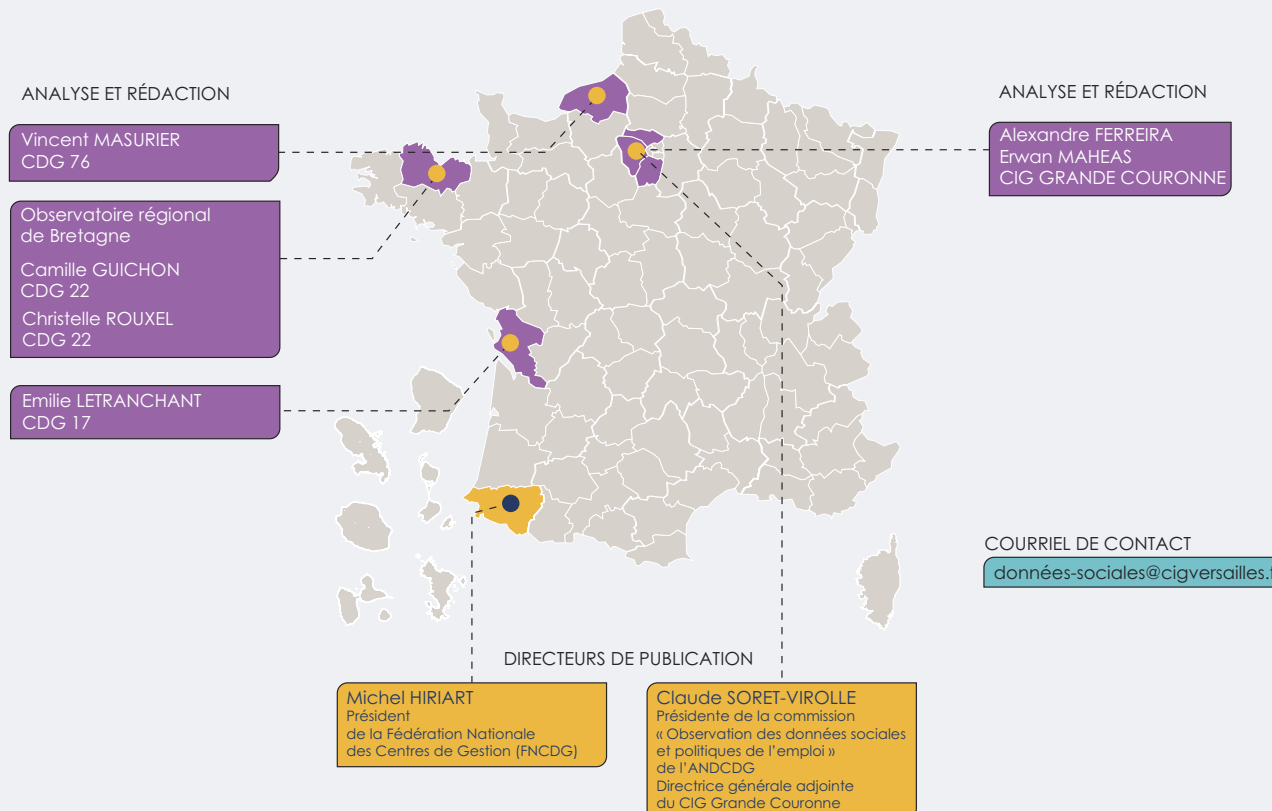 ANALYSE ET RÉDACTION
Vincent MASURIER
CDG 76
Observatoire régional
de Bretagne
Camille GUICHON
CDG 22
Christelle ROUXEL
CDG 22
Emilie LETRANCHANT
CDG 17
ANALYSE ET RÉDACTION
Alexandre FERREIRA
Erwan MAHEAS
CIG GRANDE COURONNE
COURRIEL DE CONTACT
données-sociales@cigversailles.f
DIRECTEURS DE PUBLICATION
Michel HIRIART
Président
de la Fédération Nationale
des Centres de Gestion (FNCDG)
Claude SORET-VIROLLE
Présidente de la commission
« Observation des données sociales
et politiques de l’emploi »
de l’ANDCDG
Directrice générale adjointe
du CIG Grande Couronne